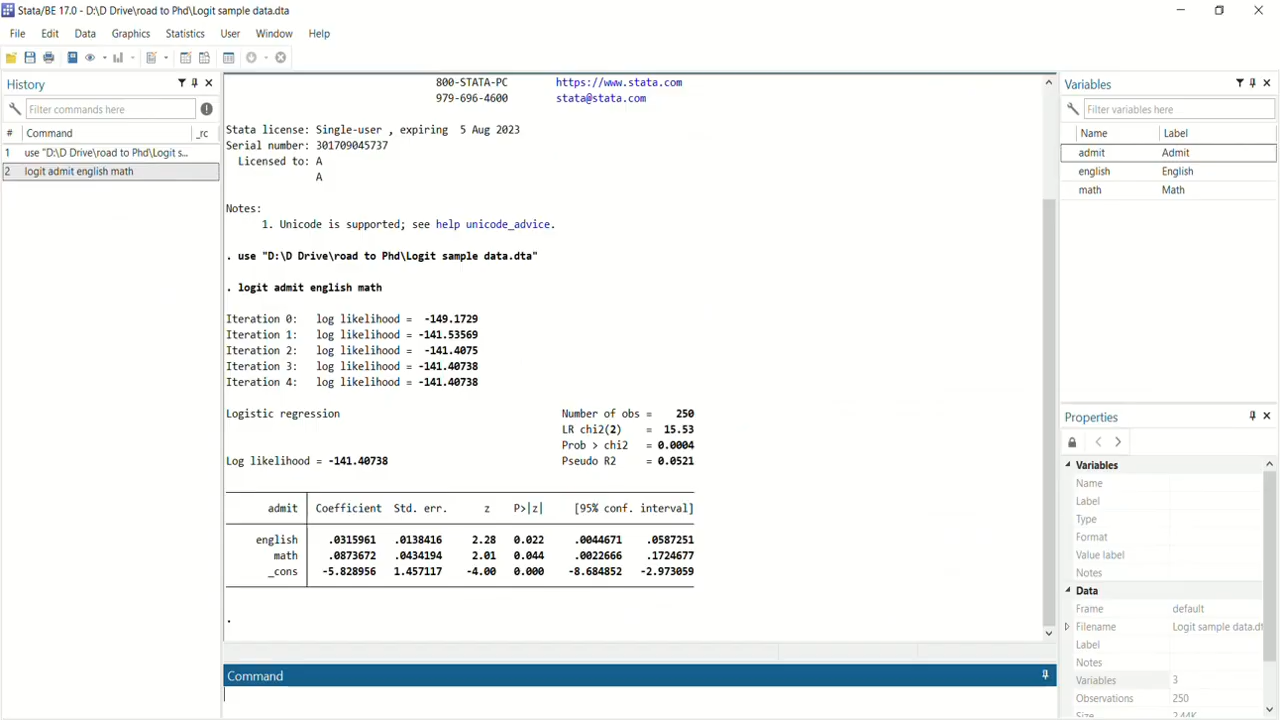 Stata/BE 17.0 - D:\D Drive\road to Phd\Logit sample data.dta
File Edit Data Graphics Statistics User Window Help
History
Filter commands here
# Command _rc
1 use "D:\D Drive\road to Phd\Logit s...
2 logit admit english math
800-STATA-PC https://www.stata.com
979-696-4600 stata@stata.com
Stata license: Single-user , expiring 5 Aug 2023
Serial number: 301709045737
Licensed to: A
A
Notes:
1. Unicode is supported; see help unicode_advice.
. use "D:\D Drive\road to Phd\Logit sample data.dta"
. logit admit english math
Iteration 0: log likelihood = -149.1729
Iteration 1: log likelihood = -141.53569
Iteration 2: log likelihood = -141.4075
Iteration 3: log likelihood = -141.40738
Iteration 4: log likelihood = -141.40738
Logistic regression Number of obs = 250
LR chi2(2) = 15.53
Prob > chi2 = 0.0004
Log likelihood = -141.40738 Pseudo R2 = 0.0521
admit Coefficient Std. err. z P>|z| [95% conf. interval]
english .0315961 .0138416 2.28 0.022 .0044671 .0587251
math .0873672 .0434194 2.01 0.044 .0022666 .1724677
_cons -5.828956 1.457117 -4.00 0.000 -8.684852 -2.973059
.
Command
Variables
Filter variables here
Name Label
admit Admit
english English
math Math
Properties
Variables
Name
Label
Type
Format
Value label
Notes
Data
Frame default
Filename Logit sample data.dt
Label
Notes
Variables 3
Observations 250
Size 2.44K